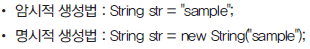 • 암시적 생성법 : String str = "sample";
• 명시적 생성법 : String str = new String("sample");